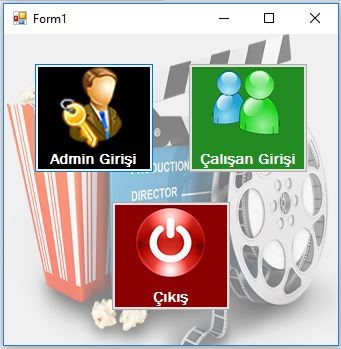 Form1
Admin Girişi
Çalışan Girişi
PRODUCTION
DIRECTOR
Çıkış